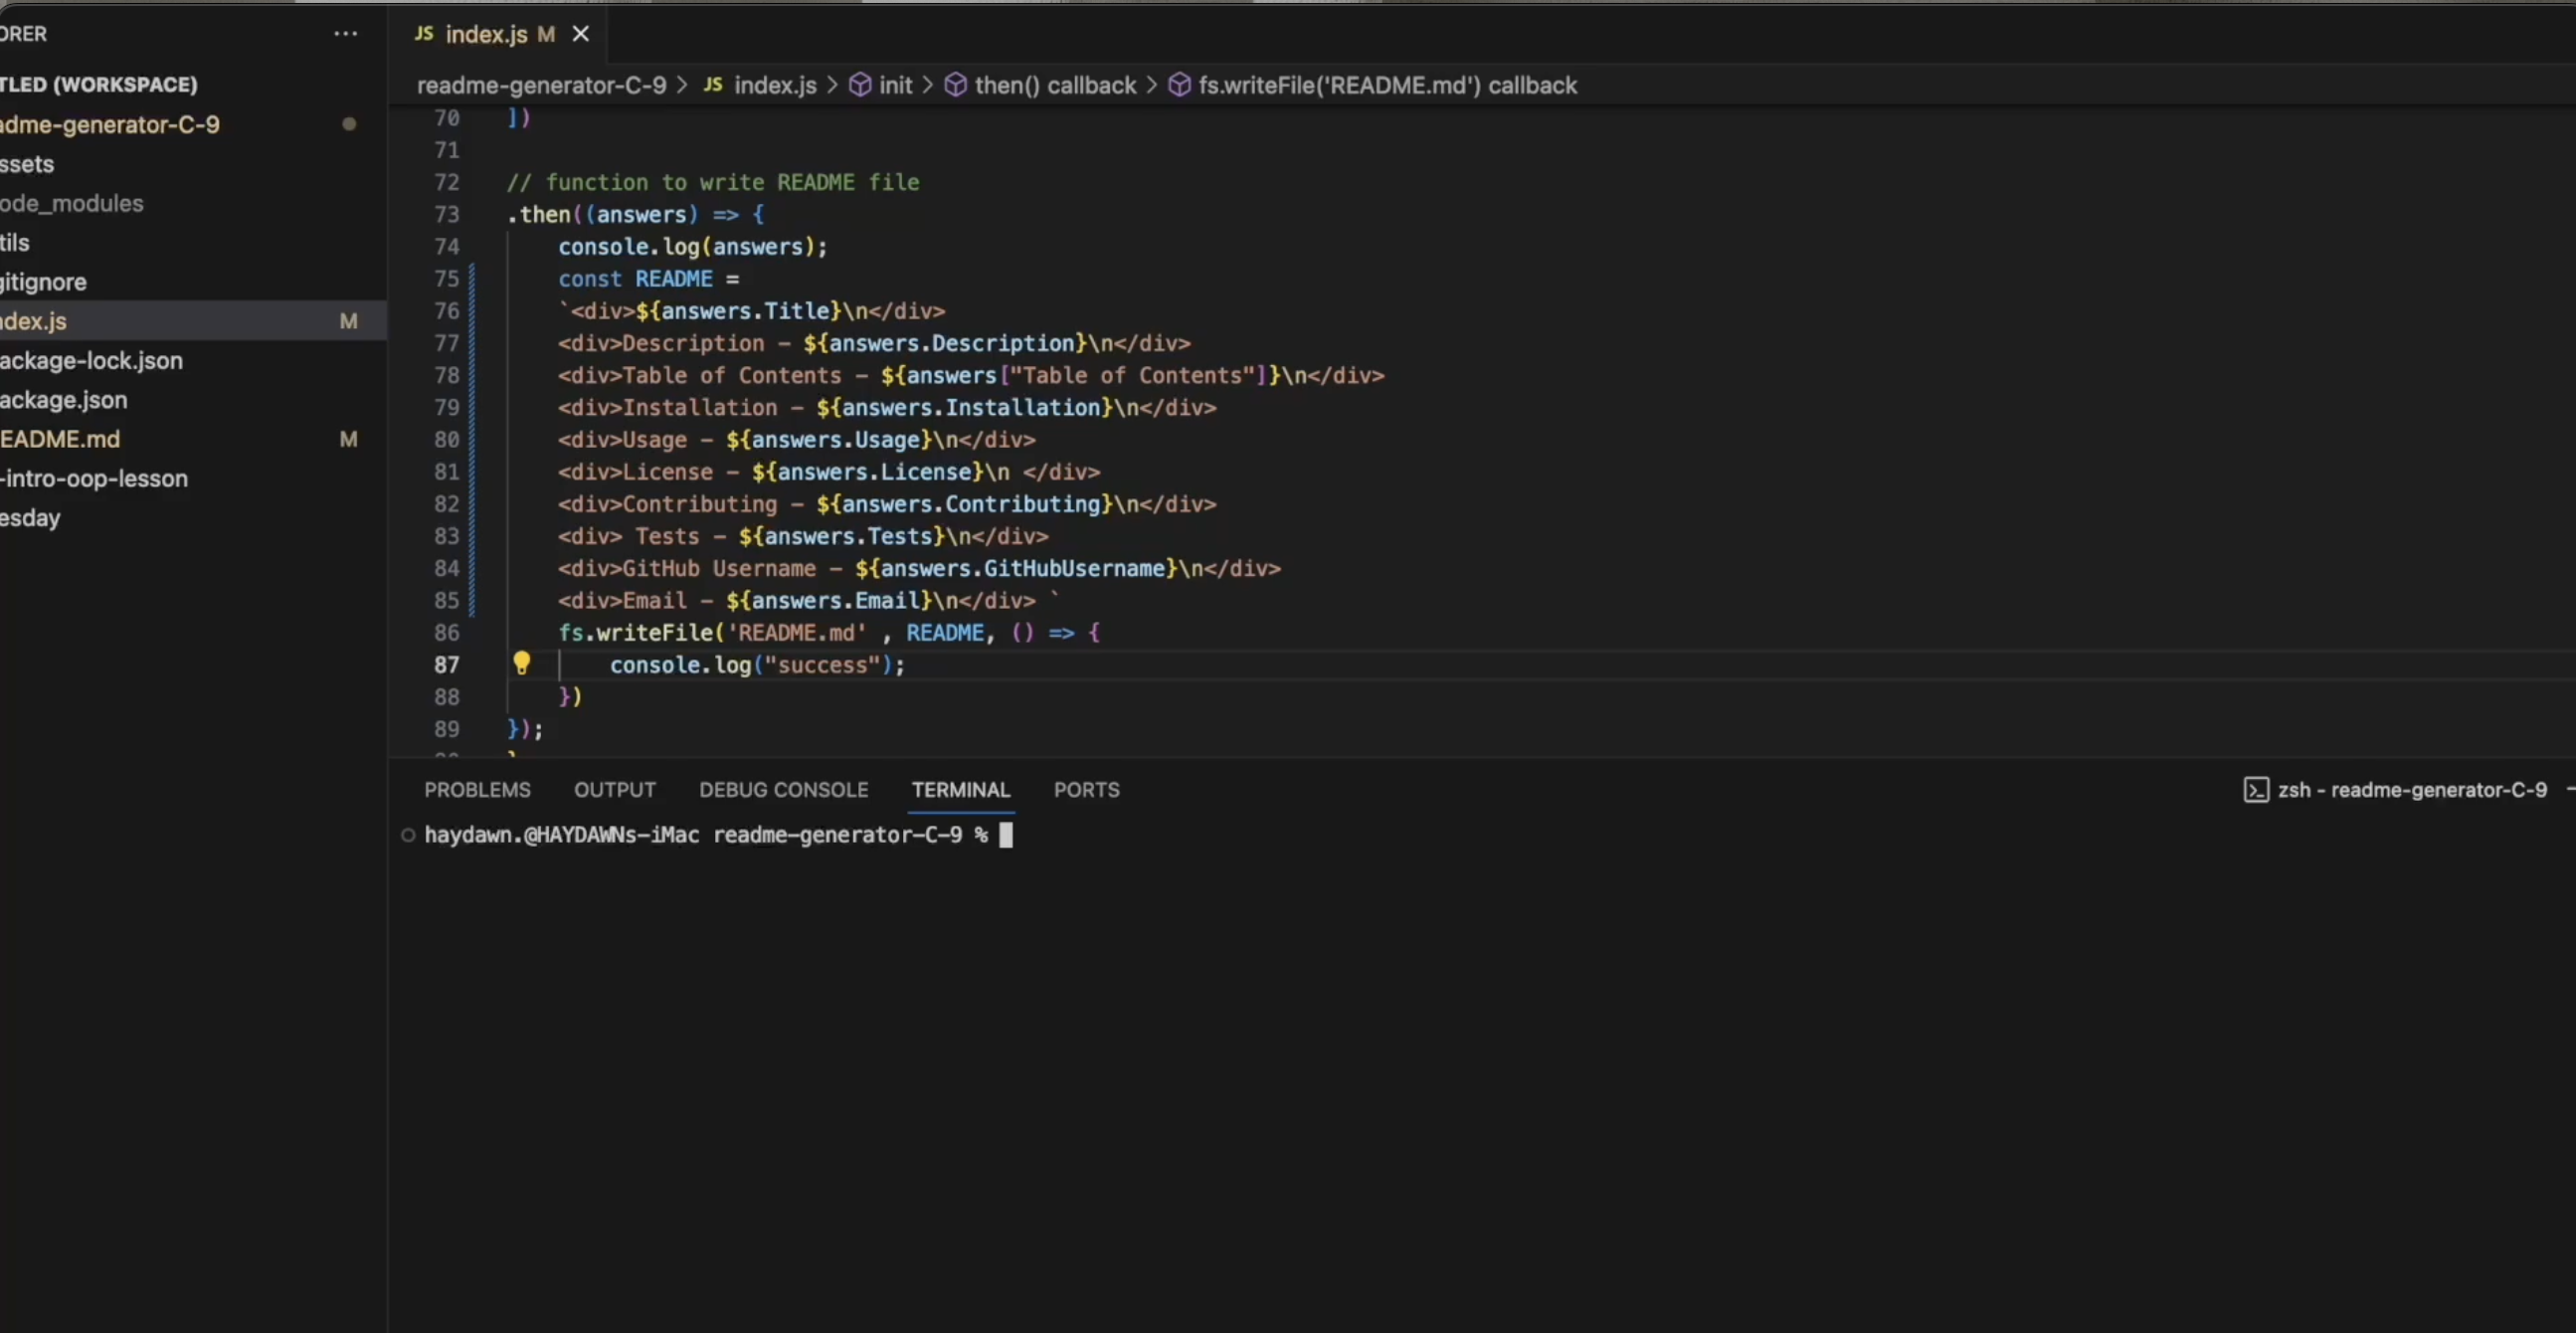 ORER ···
TLED (WORKSPACE)
adme-generator-C-9
ssets
ode_modules
tils
gitignore
ndex.js M
ackage-lock.json
ackage.json
EADME.md M
-intro-oop-lesson
esday
JS index.js M ×
readme-generator-C-9 > JS index.js > init > then() callback > fs.writeFile('README.md') callback
70 ])
71
72 // function to write README file
73 .then((answers) => {
74 console.log(answers);
75 const README =
76 `<div>${answers.Title}\n</div>
77 <div>Description – ${answers.Description}\n</div>
78 <div>Table of Contents – ${answers["Table of Contents"]}\n</div>
79 <div>Installation – ${answers.Installation}\n</div>
80 <div>Usage – ${answers.Usage}\n</div>
81 <div>License – ${answers.License}\n </div>
82 <div>Contributing – ${answers.Contributing}\n</div>
83 <div> Tests – ${answers.Tests}\n</div>
84 <div>GitHub Username – ${answers.GitHubUsername}\n</div>
85 <div>Email – ${answers.Email}\n</div> `
86 fs.writeFile('README.md' , README, () => {
87 console.log("success");
88 })
89 });
PROBLEMS OUTPUT DEBUG CONSOLE TERMINAL PORTS
zsh - readme-generator-C-9
haydawn.@HAYDAWNs-iMac readme-generator-C-9 %